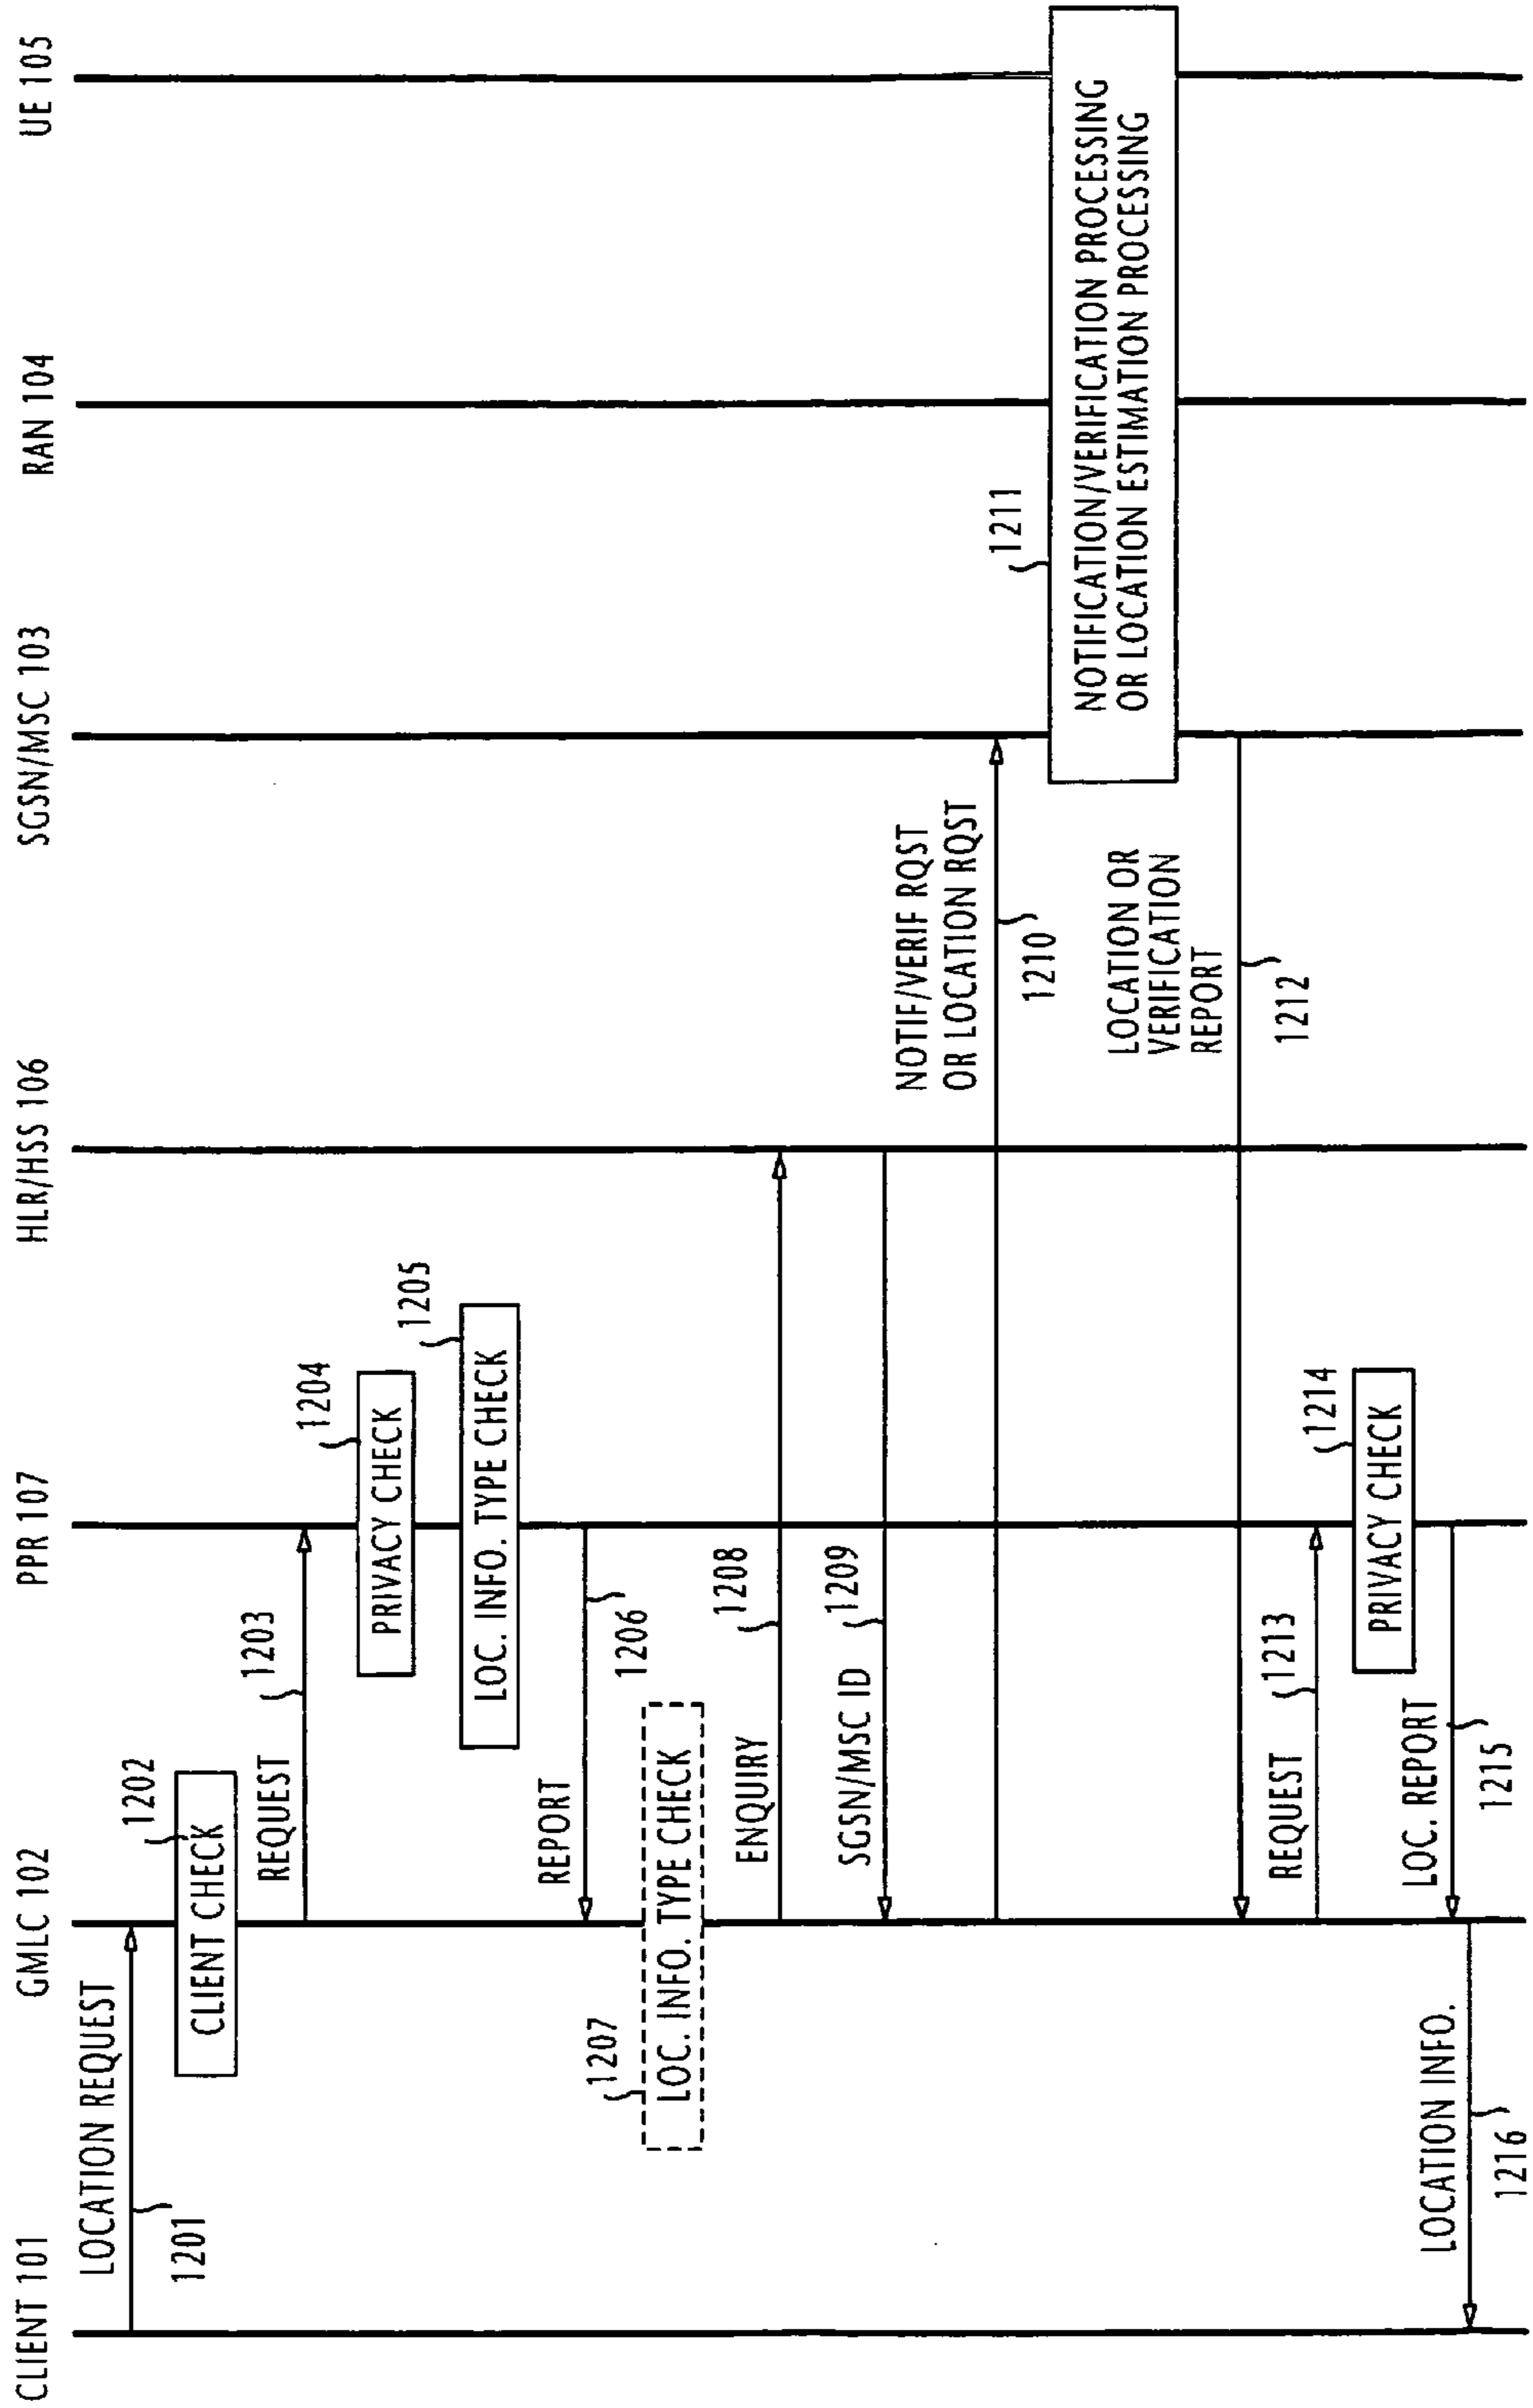 CLIENT 101
GMLC 102
PPR 107
HLR/HSS 106
SGSN/MSC 103
RAN 104
UE 105
LOCATION REQUEST
1201
1202
CLIENT CHECK
REQUEST
1203
1204
PRIVACY CHECK
1205
LOC. INFO. TYPE CHECK
REPORT
1206
1207
LOC. INFO. TYPE CHECK
ENQUIRY
1208
SGSN/MSC ID
1209
NOTIF/VERIF RQST
OR LOCATION RQST
1210
1211
NOTIFICATION/VERIFICATION PROCESSING
OR LOCATION ESTIMATION PROCESSING
LOCATION OR
VERIFICATION
REPORT
1212
REQUEST
1213
1214
PRIVACY CHECK
LOC. REPORT
1215
LOCATION INFO.
1216